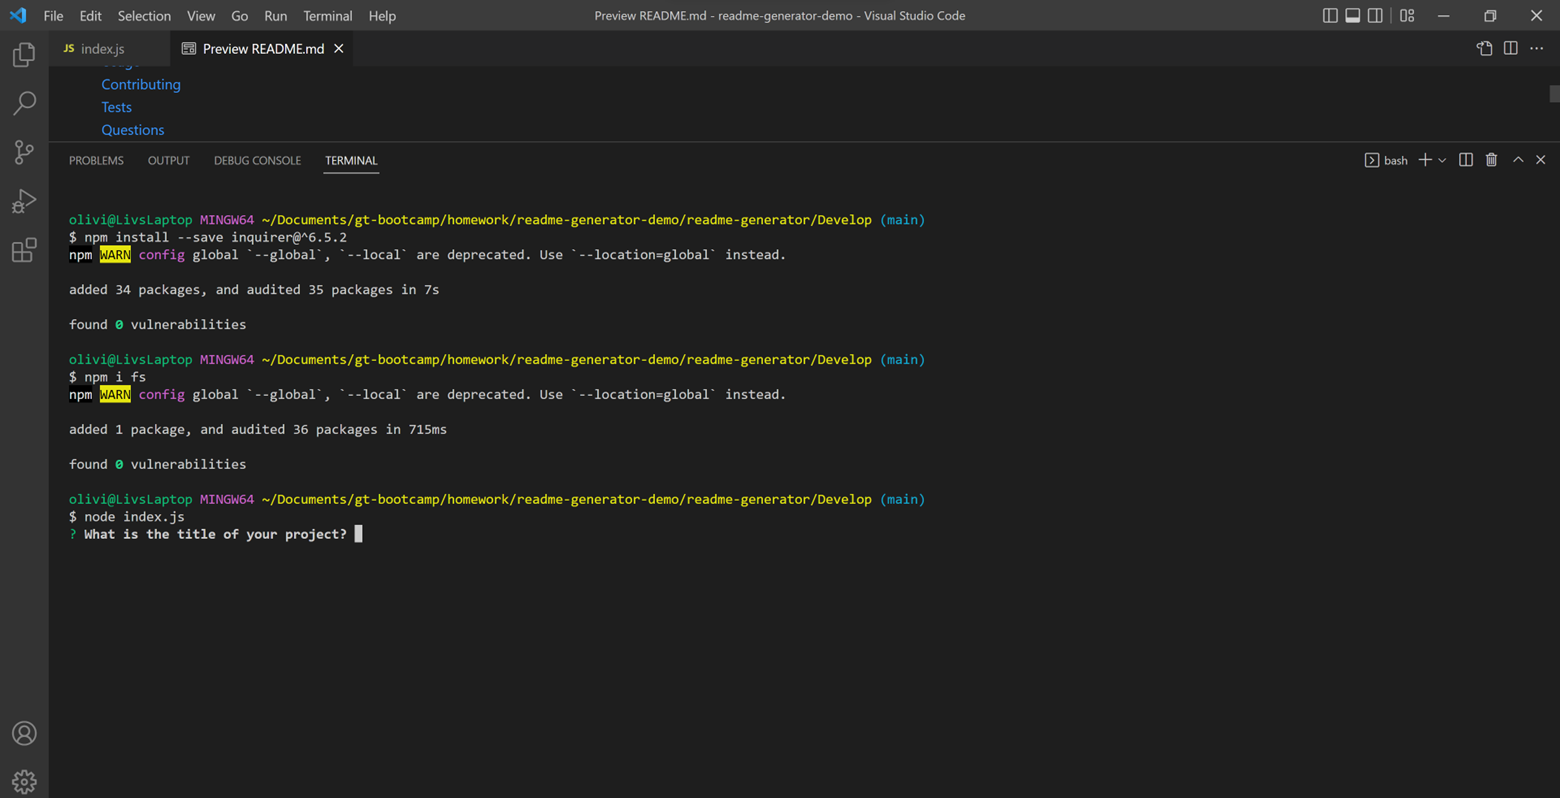 File Edit Selection View Go Run Terminal Help Preview README.md - readme-generator-demo - Visual Studio Code
JS index.js Preview README.md
Contributing
Tests
Questions
PROBLEMS OUTPUT DEBUG CONSOLE TERMINAL bash
olivi@LivsLaptop MINGW64 ~/Documents/gt-bootcamp/homework/readme-generator-demo/readme-generator/Develop (main)
$ npm install --save inquirer@^6.5.2
npm WARN config global `--global`, `--local` are deprecated. Use `--location=global` instead.
added 34 packages, and audited 35 packages in 7s
found 0 vulnerabilities
olivi@LivsLaptop MINGW64 ~/Documents/gt-bootcamp/homework/readme-generator-demo/readme-generator/Develop (main)
$ npm i fs
npm WARN config global `--global`, `--local` are deprecated. Use `--location=global` instead.
added 1 package, and audited 36 packages in 715ms
found 0 vulnerabilities
olivi@LivsLaptop MINGW64 ~/Documents/gt-bootcamp/homework/readme-generator-demo/readme-generator/Develop (main)
$ node index.js
? What is the title of your project?